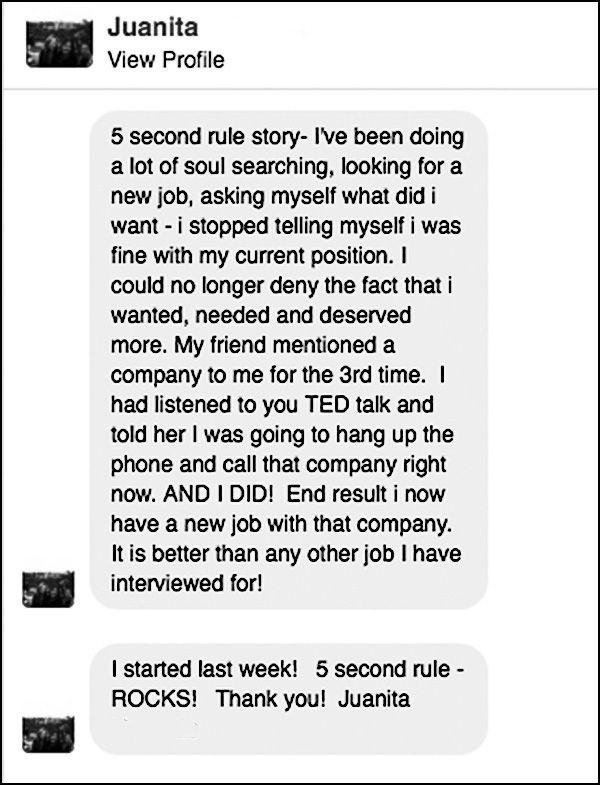 Juanita
View Profile
5 second rule story- I've been doing
a lot of soul searching, looking for a
new job, asking myself what did i
want - i stopped telling myself i was
fine with my current position. I
could no longer deny the fact that i
wanted, needed and deserved
more. My friend mentioned a
company to me for the 3rd time.  I
had listened to you TED talk and
told her I was going to hang up the
phone and call that company right
now. AND I DID!  End result i now
have a new job with that company.
It is better than any other job I have
interviewed for!
I started last week!   5 second rule -
ROCKS!   Thank you!  Juanita